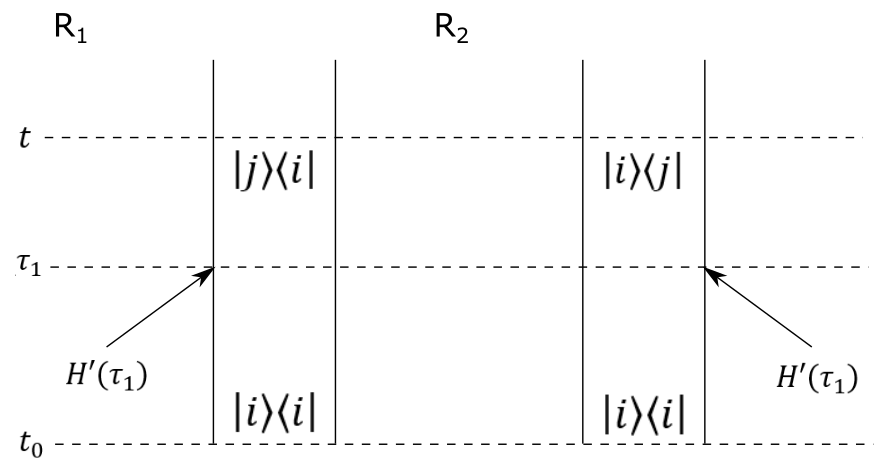 R₁ R₂
t
|j⟩⟨i| |i⟩⟨j|
τ₁
H′(τ₁) H′(τ₁)
|i⟩⟨i| |i⟩⟨i|
t₀